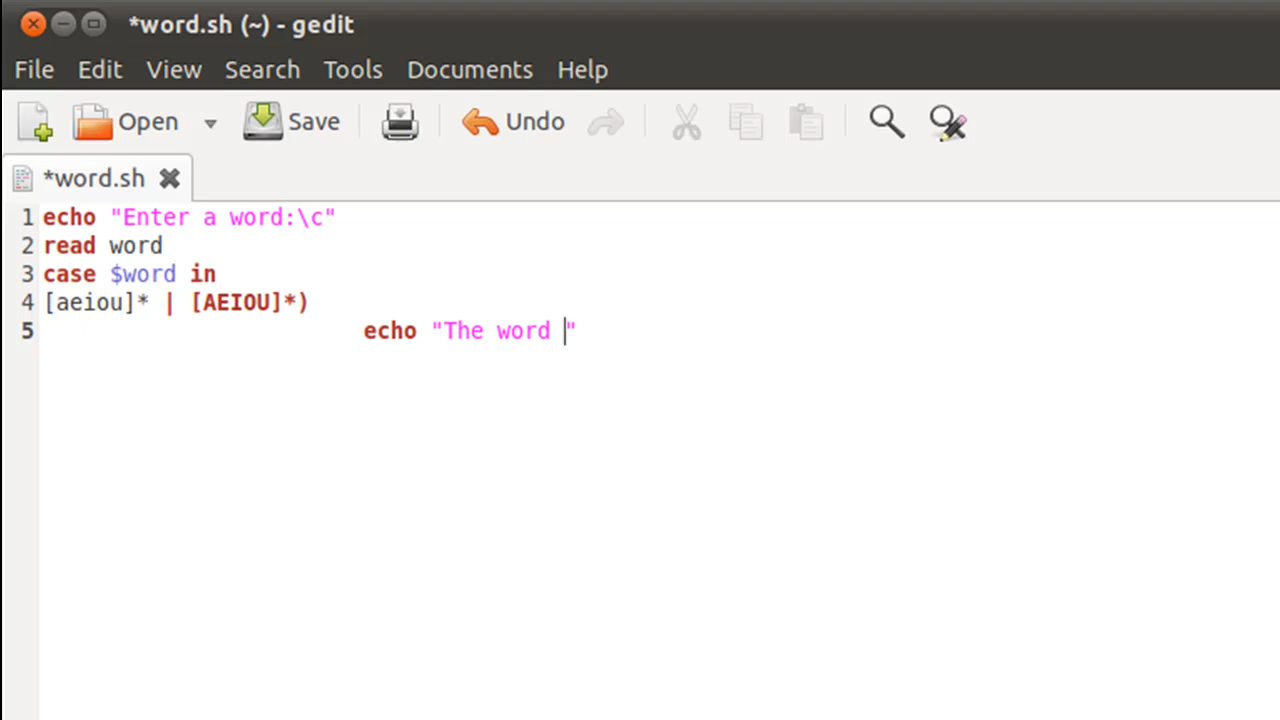 *word.sh (~) - gedit
File Edit View Search Tools Documents Help
Open Save Undo
*word.sh
1 echo "Enter a word:\c"
2 read word
3 case $word in
4 [aeiou]* | [AEIOU]*)
5 echo "The word "